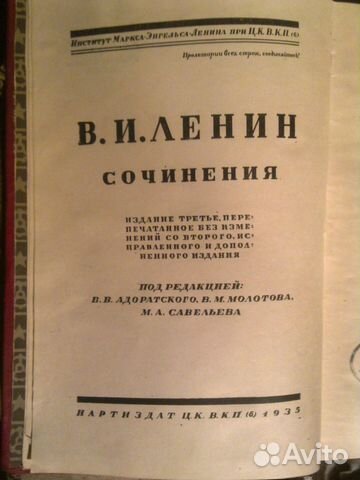 Институт Маркса-Энгельса-Ленина при Ц.К.В.К.П (б)
Пролетарии всех стран, соединяйтесь!
В.И.ЛЕНИН
СОЧИНЕНИЯ
ИЗДАНИЕ ТРЕТЬЕ, ПЕРЕ-
ПЕЧАТАННОЕ БЕЗ ИЗМЕ-
НЕНИЙ СО ВТОРОГО, ИС-
ПРАВЛЕННОГО И ДОПОЛ-
НЕННОГО ИЗДАНИЯ
ПОД РЕДАКЦИЕЙ:
В.В.АДОРАТСКОГО, В.М.МОЛОТОВА,
М.А.САВЕЛЬЕВА
ПАРТИЗДАТ Ц.К.В.К.П (б) 1935
Avito